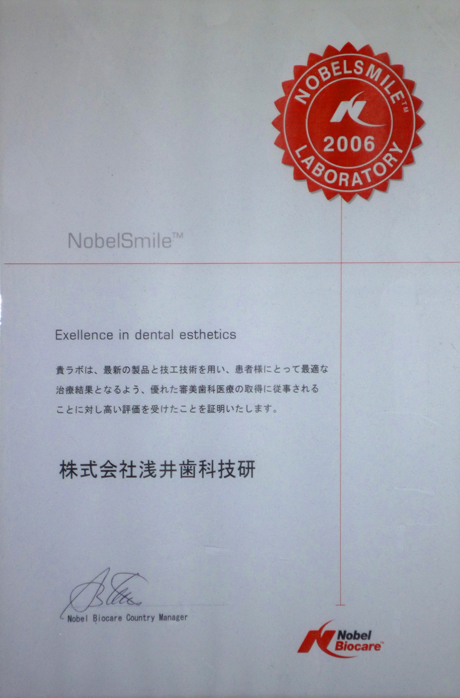 NOBELSMILE™
N
2006
LABORATORY
NobelSmile™
Exellence in dental esthetics
貴ラボは、最新の製品と技工技術を用い、患者様にとって最適な
治療結果となるよう、優れた審美歯科医療の取得に従事される
ことに対し高い評価を受けたことを証明いたします。
株式会社浅井歯科技研
Nobel Biocare Country Manager
Nobel
Biocare™